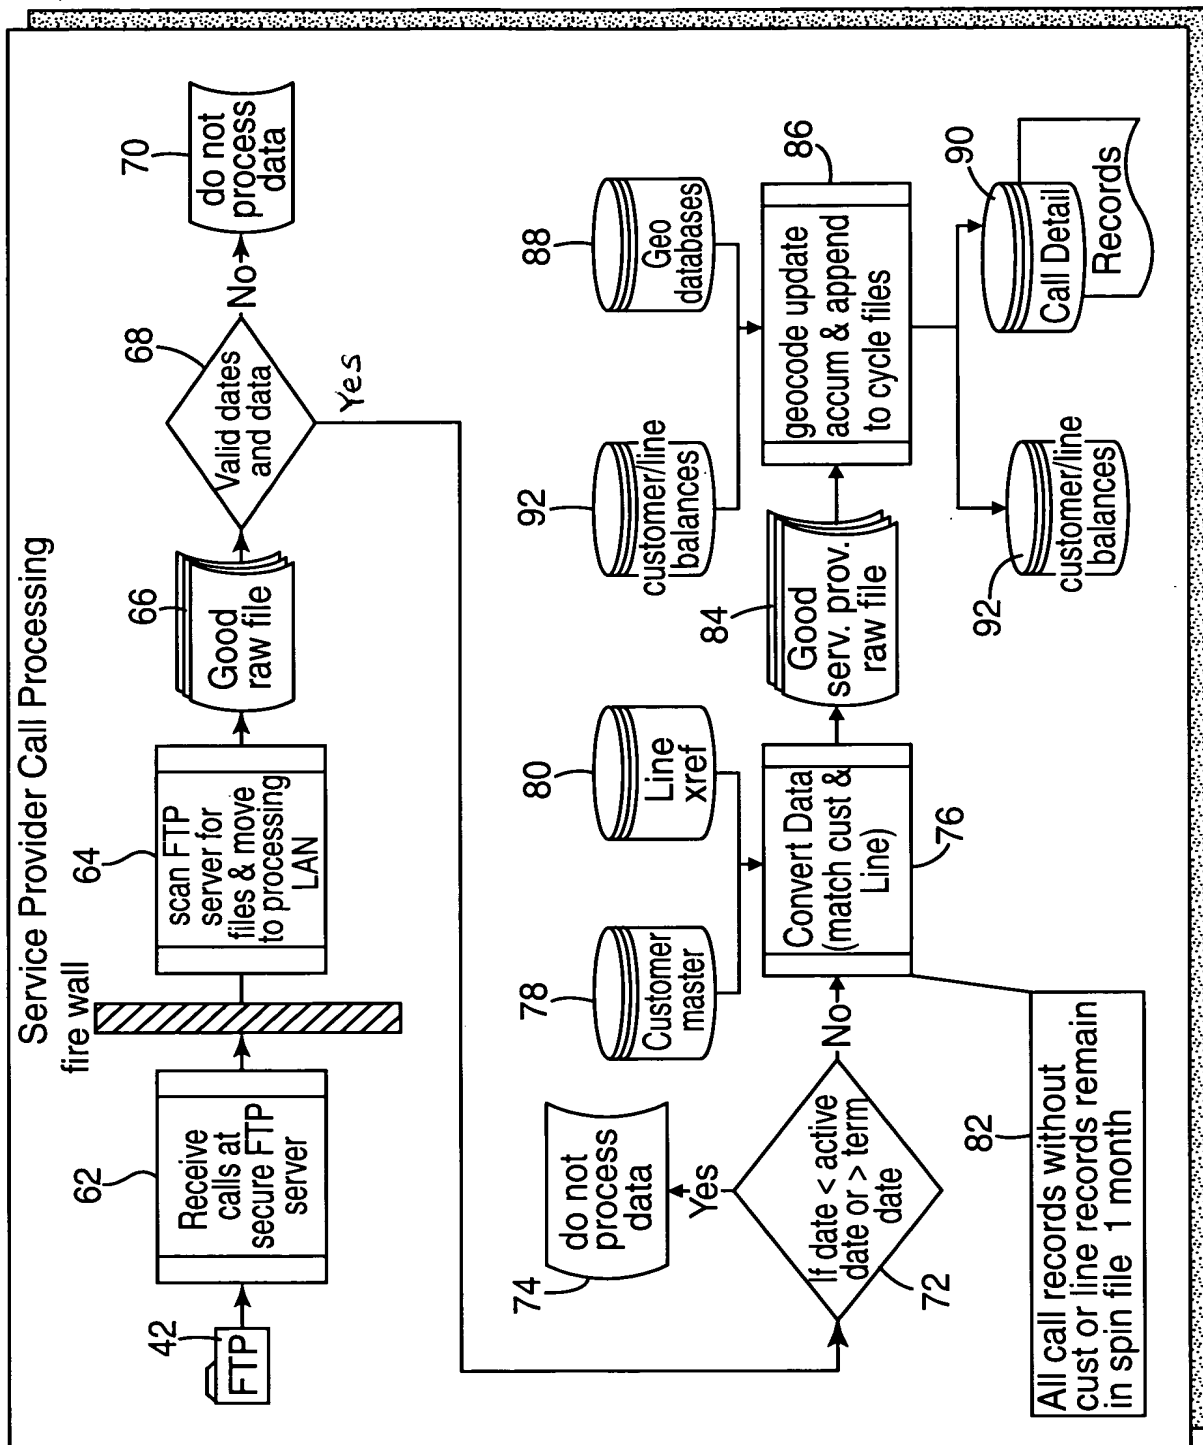 Service Provider Call Processing
fire wall
42
FTP
62
Receive
calls at
secure FTP
server
64
scan FTP
server for
files & move
to processing
LAN
66
Good
raw file
68
Valid dates
and data
No
70
do not
process
data
Yes
72
If date < active
date or > term
date
Yes
74
do not
process
data
No
78
Customer
master
80
Line
xref
76
Convert Data
(match cust &
Line)
82
All call records without
cust or line records remain
in spin file 1 month
84
Good
serv. prov.
raw file
92
customer/line
balances
88
Geo
databases
86
geocode update
accum & append
to cycle files
92
customer/line
balances
90
Call Detail
Records